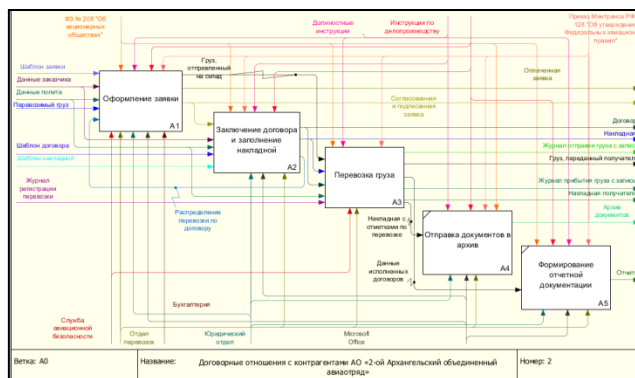 ФЗ № 208 "Об
акционерных
обществах"
Должностные
инструкции
Инструкции по
делопроизводству
Приказ Минтранса РФ
128 "Об утверждении
Федеральных авиацион
правил"
Шаблон заявки
Данные заказчика
Данные полета
Перевозимый груз
Шаблон договора
Шаблон накладной
Журнал
регистрации
перевозки
Груз,
отправленный
на склад
Оформление заявки
A1
Заключение договора
и заполнение
накладной
A2
Перевозка груза
A3
Отправка документов в
архив
A4
Формирование
отчетной
документации
A5
Оплаченная
заявка
Согласованная и
подписанная
заявка
Договор
Накладная
Журнал отправки груза с запись
Груз, переданный получател
Журнал прибытия груза с запись
Накладная получател
Архив
документов
Отчет
Распределение
перевозки по
договору
Накладная с
отметками по
перевозке
Данные
исполненных
договоров
Бухгалтерия
Служба
авиационной
безопасности
Отдел
перевозок
Юридический
отдел
Microsoft
Office
Ветка: A0
Название:
Договорные отношения с контрагентами АО «2-ой Архангельский объединенный
авиаотряд»
Номер: 2